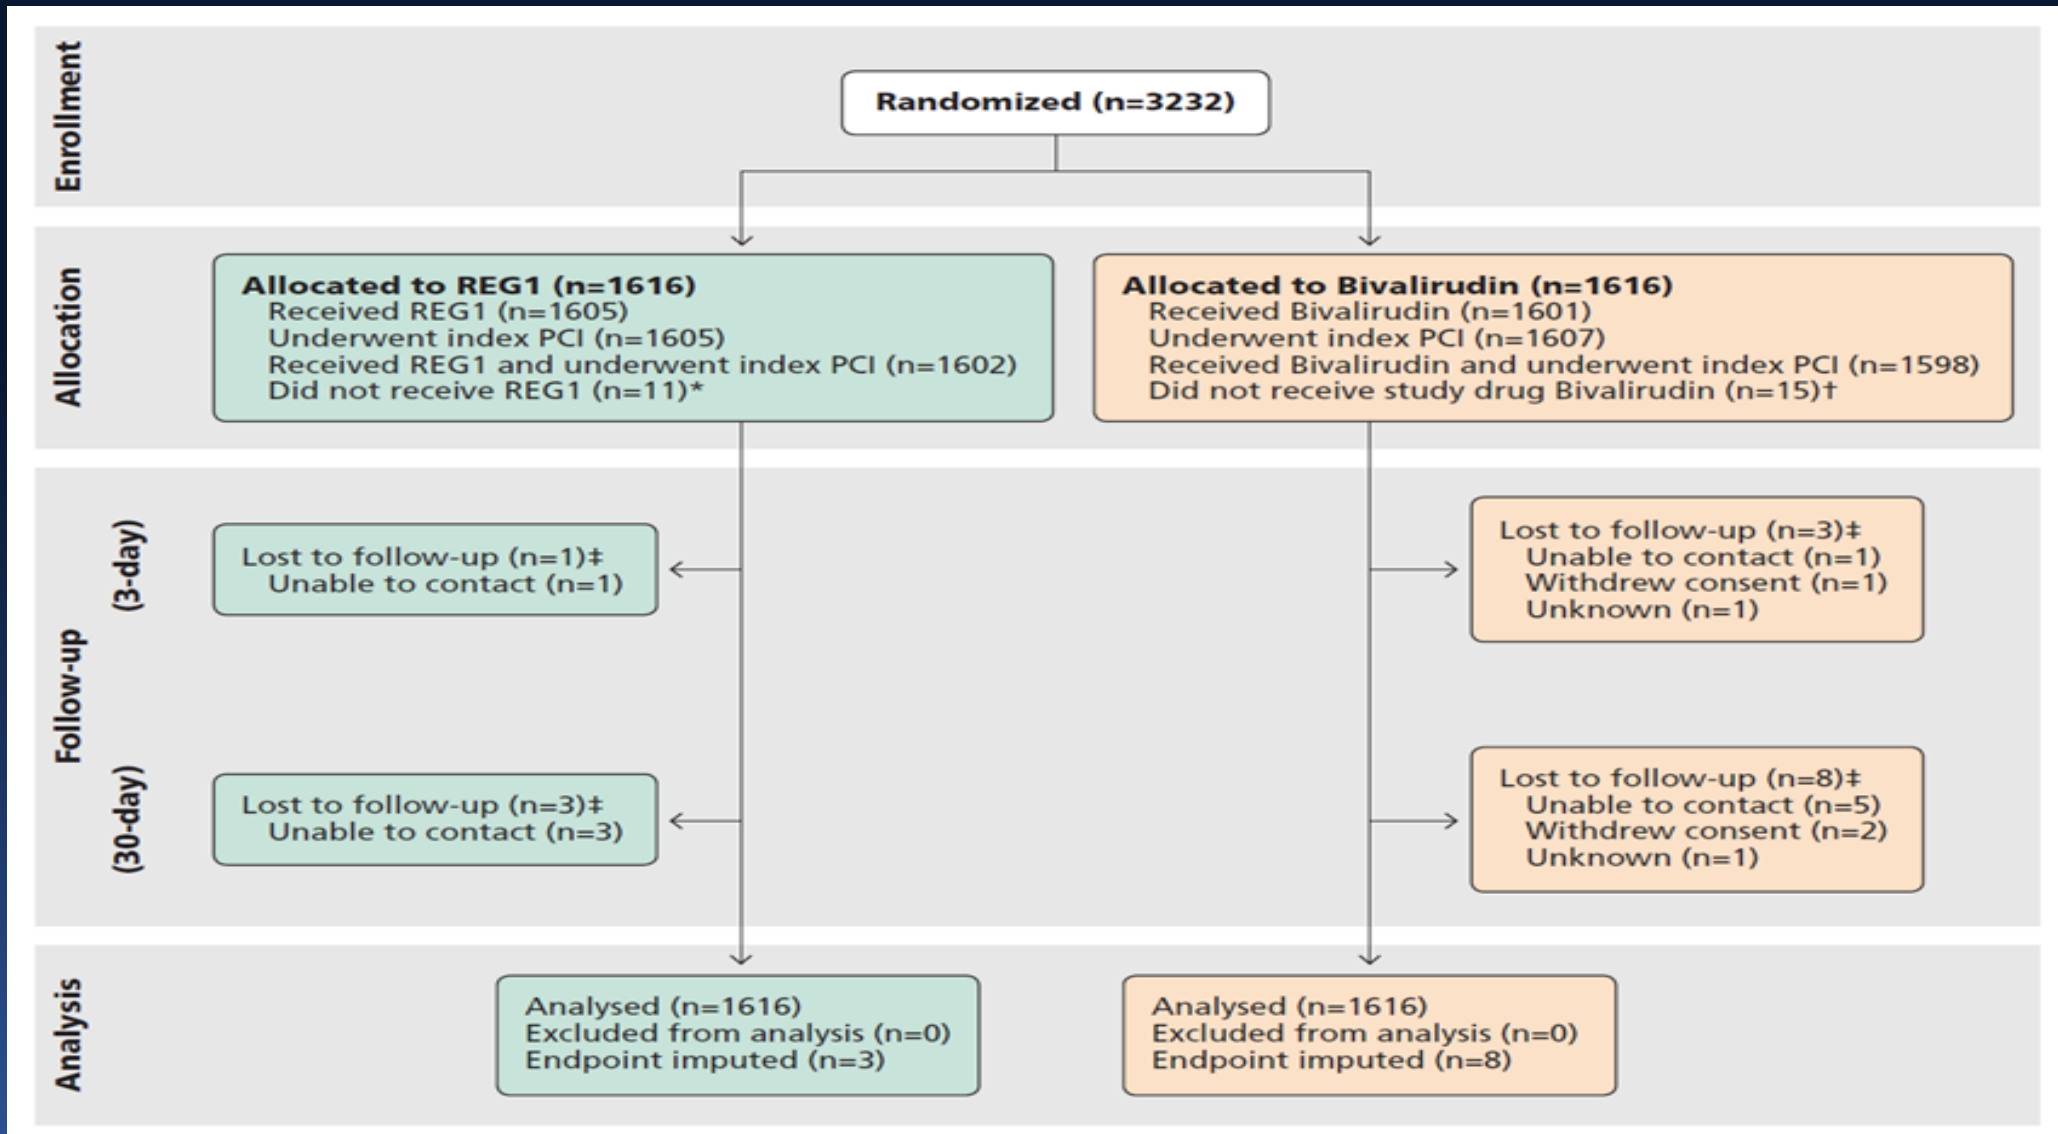 Enrollment
Randomized (n=3232)
Allocation
Allocated to REG1 (n=1616)
Received REG1 (n=1605)
Underwent index PCI (n=1605)
Received REG1 and underwent index PCI (n=1602)
Did not receive REG1 (n=11)*
Allocated to Bivalirudin (n=1616)
Received Bivalirudin (n=1601)
Underwent index PCI (n=1607)
Received Bivalirudin and underwent index PCI (n=1598)
Did not receive study drug Bivalirudin (n=15)†
Follow-up
(3-day)
Lost to follow-up (n=1)‡
Unable to contact (n=1)
Lost to follow-up (n=3)‡
Unable to contact (n=1)
Withdrew consent (n=1)
Unknown (n=1)
(30-day)
Lost to follow-up (n=3)‡
Unable to contact (n=3)
Lost to follow-up (n=8)‡
Unable to contact (n=5)
Withdrew consent (n=2)
Unknown (n=1)
Analysis
Analysed (n=1616)
Excluded from analysis (n=0)
Endpoint imputed (n=3)
Analysed (n=1616)
Excluded from analysis (n=0)
Endpoint imputed (n=8)